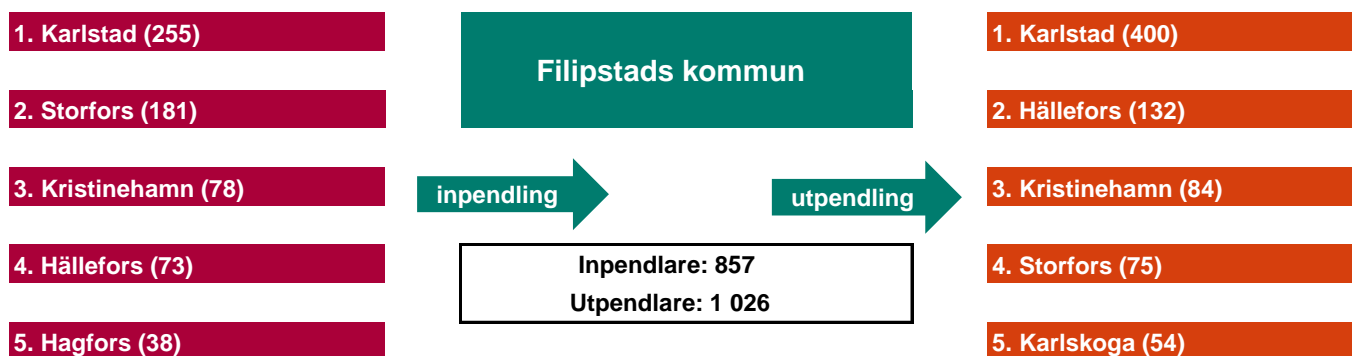 1. Karlstad (255)
2. Storfors (181)
3. Kristinehamn (78)
4. Hällefors (73)
5. Hagfors (38)
Filipstads kommun
inpendling
utpendling
Inpendlare: 857
Utpendlare: 1 026
1. Karlstad (400)
2. Hällefors (132)
3. Kristinehamn (84)
4. Storfors (75)
5. Karlskoga (54)